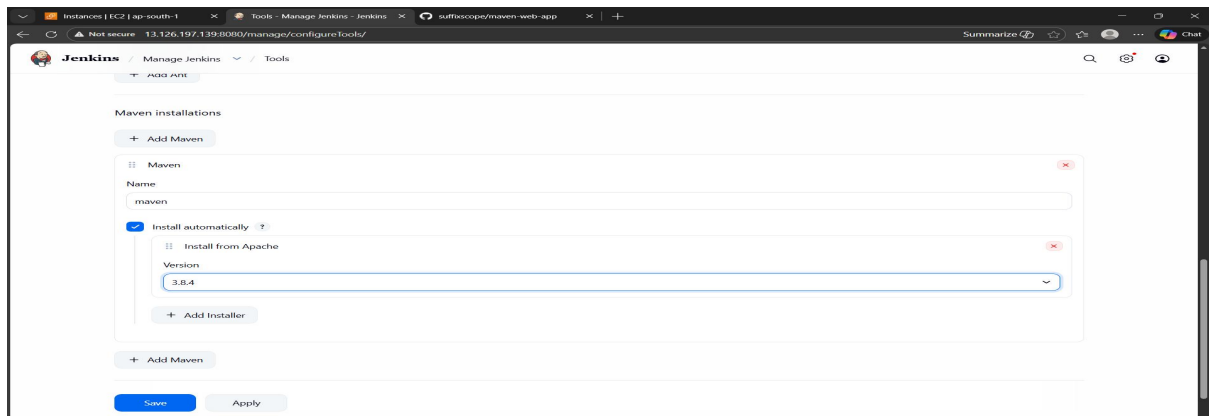 Instances | EC2 | ap-south-1
Tools - Manage Jenkins - Jenkins
suffixscope/maven-web-app
Not secure 13.126.197.139:8080/manage/configureTools/
Summarize
Chat
Jenkins / Manage Jenkins / Tools
+ Add Ant
Maven installations
+ Add Maven
Maven
Name
maven
Install automatically ?
Install from Apache
Version
3.8.4
+ Add Installer
+ Add Maven
Save Apply